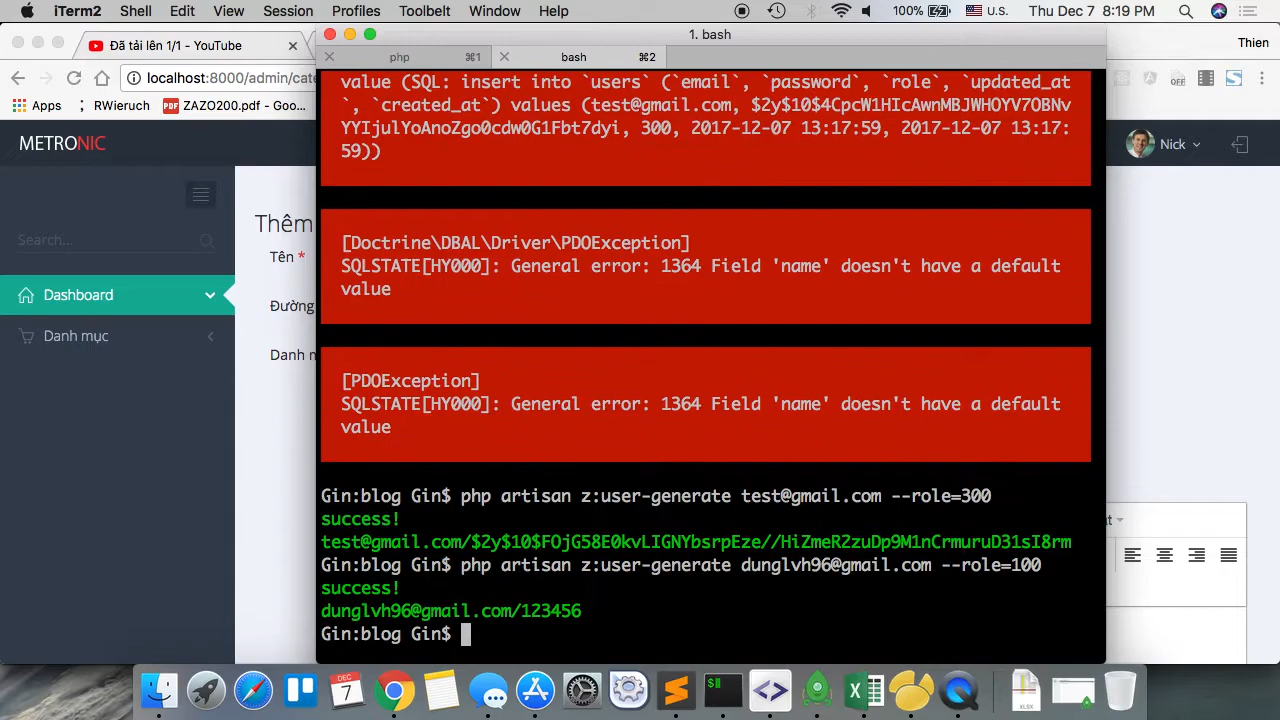 iTerm2 Shell Edit View Session Profiles Toolbelt Window Help 100% U.S. Thu Dec 7 8:19 PM
1. bash
Đã tải lên 1/1 - YouTube
php ⌘1 bash ⌘2
Thien
localhost:8000/admin/cate
OFF
Apps RWieruch ZAZO200.pdf - Goo...
METRONIC
Nick
Search...
Dashboard
Danh mục
Thêm
Tên *
Đường
Danh n
value (SQL: insert into `users` (`email`, `password`, `role`, `updated_at
`, `created_at`) values (test@gmail.com, $2y$10$4CpcW1HIcAwnMBJWHOYV7OBNv
YYIjulYoAnoZgo0cdw0G1Fbt7dyi, 300, 2017-12-07 13:17:59, 2017-12-07 13:17:
59))
[Doctrine\DBAL\Driver\PDOException]
SQLSTATE[HY000]: General error: 1364 Field 'name' doesn't have a default
value
[PDOException]
SQLSTATE[HY000]: General error: 1364 Field 'name' doesn't have a default
value
Gin:blog Gin$ php artisan z:user-generate test@gmail.com --role=300
success!
test@gmail.com/$2y$10$FOjG58E0kvLIGNYbsrpEze//HiZmeR2zuDp9M1nCrmuruD31sI8rm
Gin:blog Gin$ php artisan z:user-generate dunglvh96@gmail.com --role=100
success!
dunglvh96@gmail.com/123456
Gin:blog Gin$
DEC
7
XLSX